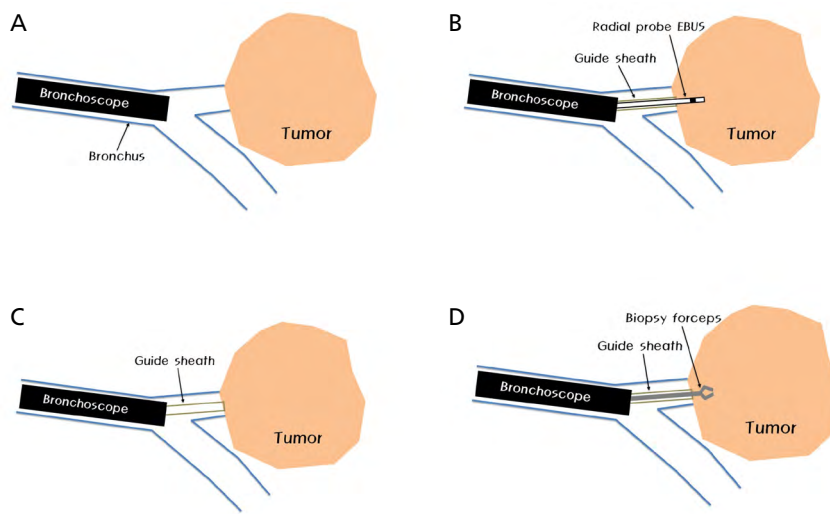 A
Bronchoscope
Tumor
Bronchus
B
Radial probe EBUS
Guide sheath
Bronchoscope
Tumor
C
Guide sheath
Bronchoscope
Tumor
D
Biopsy forceps
Guide sheath
Bronchoscope
Tumor